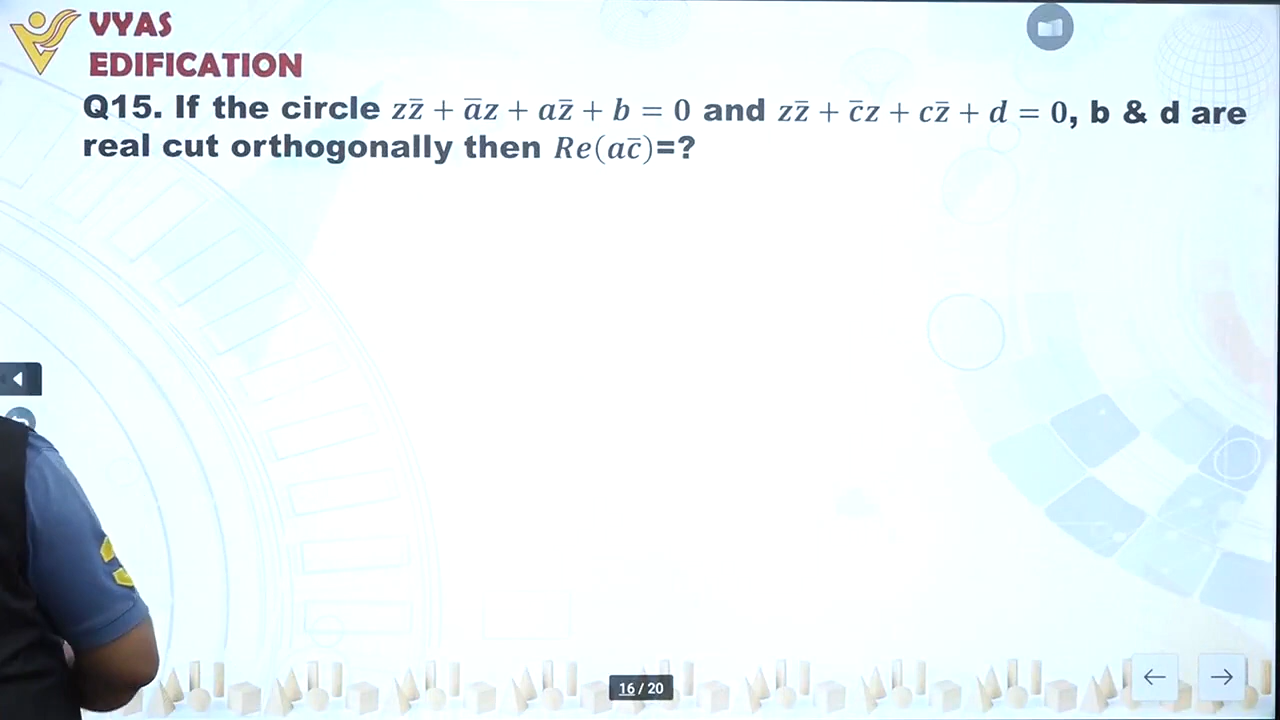 VYAS
EDIFICATION
Q15. If the circle zz̄ + āz + az̄ + b = 0 and zz̄ + c̄z + cz̄ + d = 0, b & d are
real cut orthogonally then Re(ac̄)=?
16 / 20